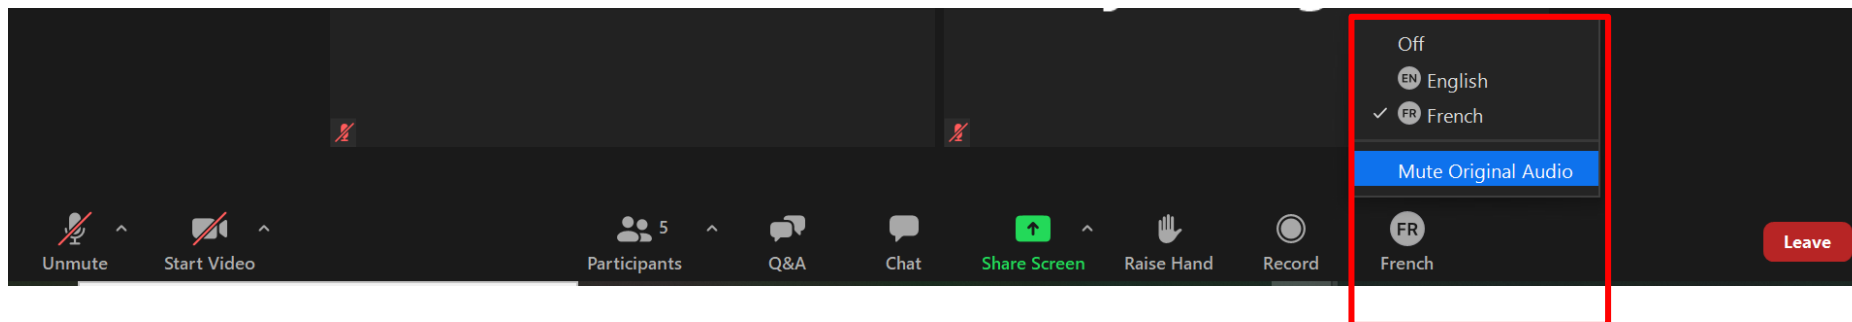 Off
EN English
FR French
Mute Original Audio
5
FR
Unmute
Start Video
Participants
Q&A
Chat
Share Screen
Raise Hand
Record
French
Leave